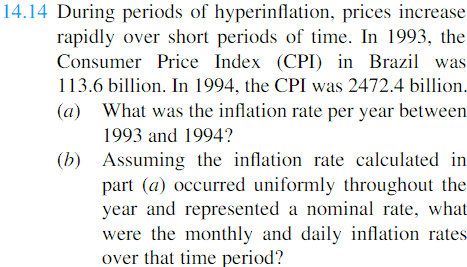 14.14 During periods of hyperinflation, prices increase
rapidly over short periods of time. In 1993, the
Consumer Price Index (CPI) in Brazil was
113.6 billion. In 1994, the CPI was 2472.4 billion.
(a) What was the inflation rate per year between
1993 and 1994?
(b) Assuming the inflation rate calculated in
part (a) occurred uniformly throughout the
year and represented a nominal rate, what
were the monthly and daily inflation rates
over that time period?